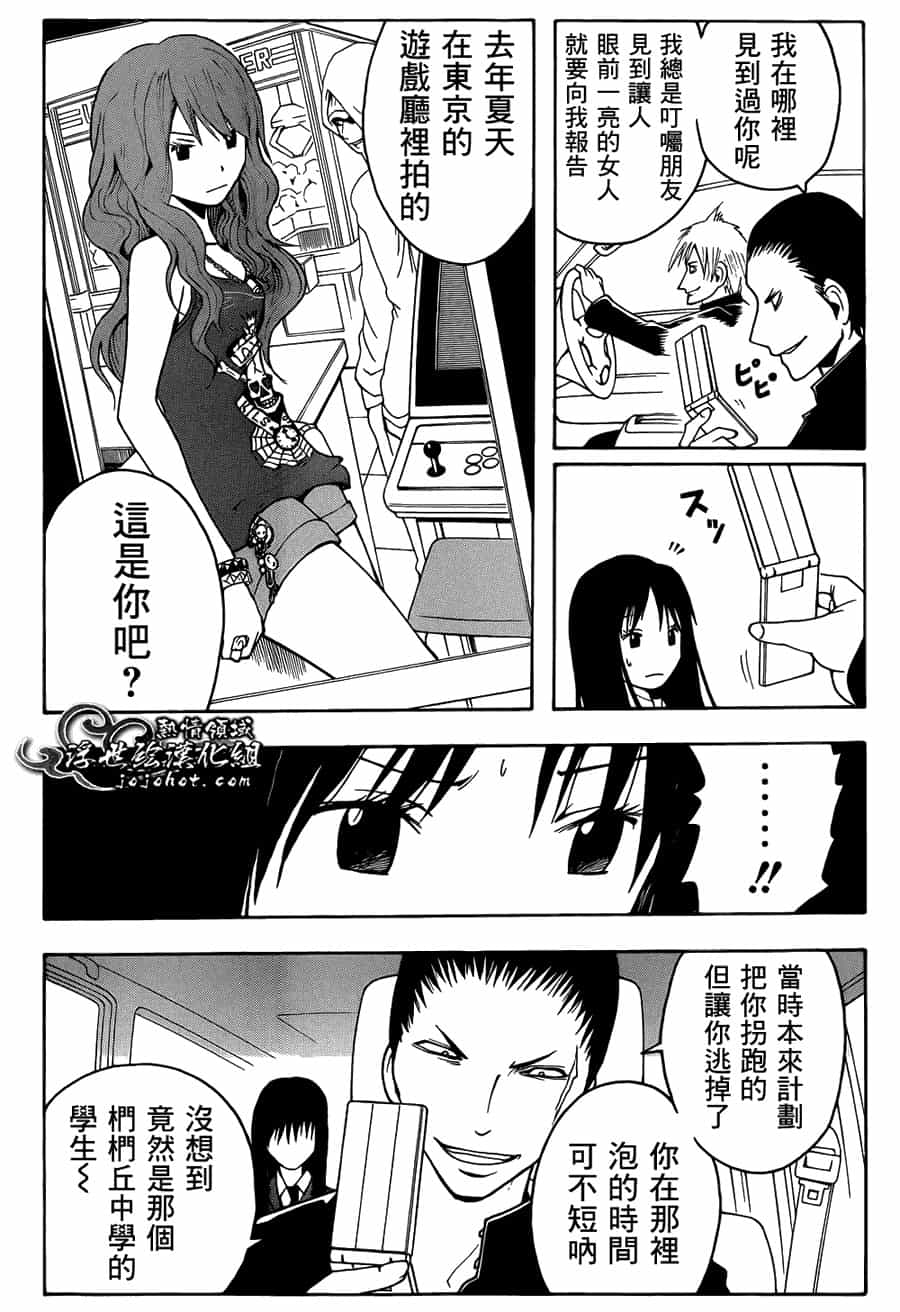 我在哪裡
見到過你呢
我總是叮囑朋友
見到讓人
眼前一亮的女人
就要向我報告
ピピ
スッ
去年夏天
在東京的
遊戲廳裡拍的
ER
這是你吧？
熱情領域
浮世绘漢化組
jojohot.com
……!!
當時本來計劃
把你拐跑的
但讓你逃掉了
你在那裡
泡的時間
可不短吶
沒想到
竟然是那個
椚椚丘中學的
學生~